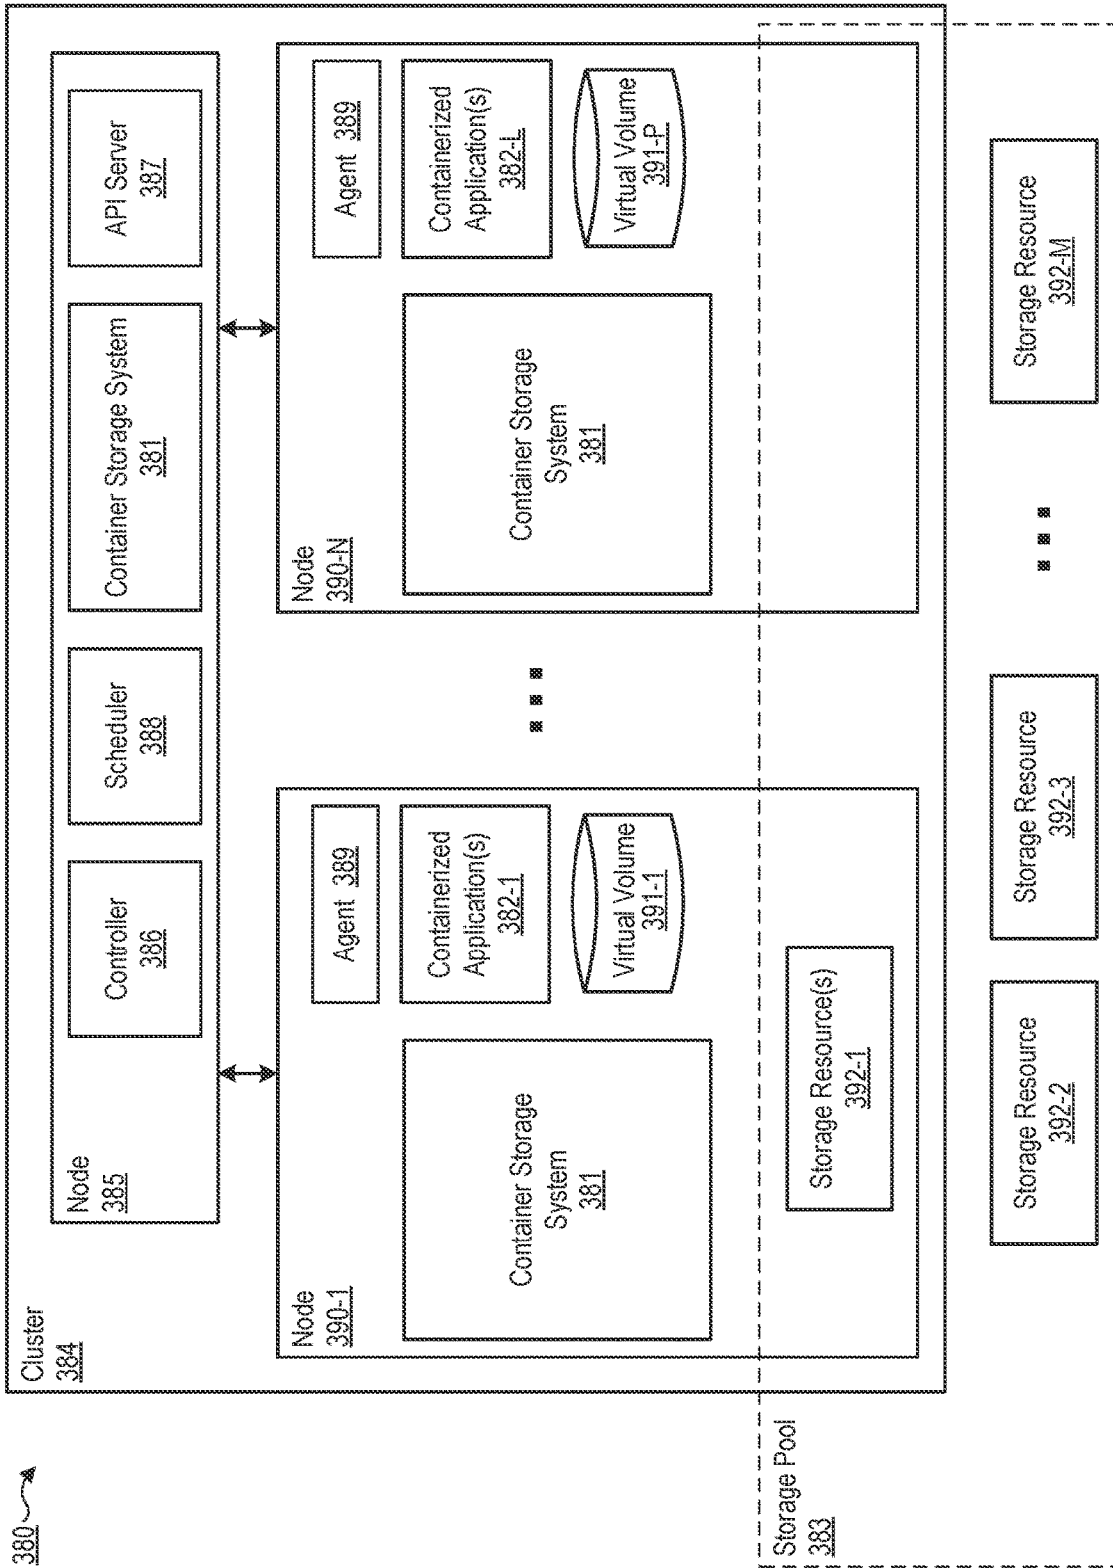 380
Cluster
384
Node
385
Controller
386
Scheduler
388
Container Storage System
381
API Server
387
Node
390-1
Container Storage
System
381
Agent 389
Containerized
Application(s)
382-1
Virtual Volume
391-1
Storage Resource(s)
392-1
Node
390-N
Container Storage
System
381
Agent 389
Containerized
Application(s)
382-L
Virtual Volume
391-P
Storage Pool
383
Storage Resource
392-2
Storage Resource
392-3
Storage Resource
392-M